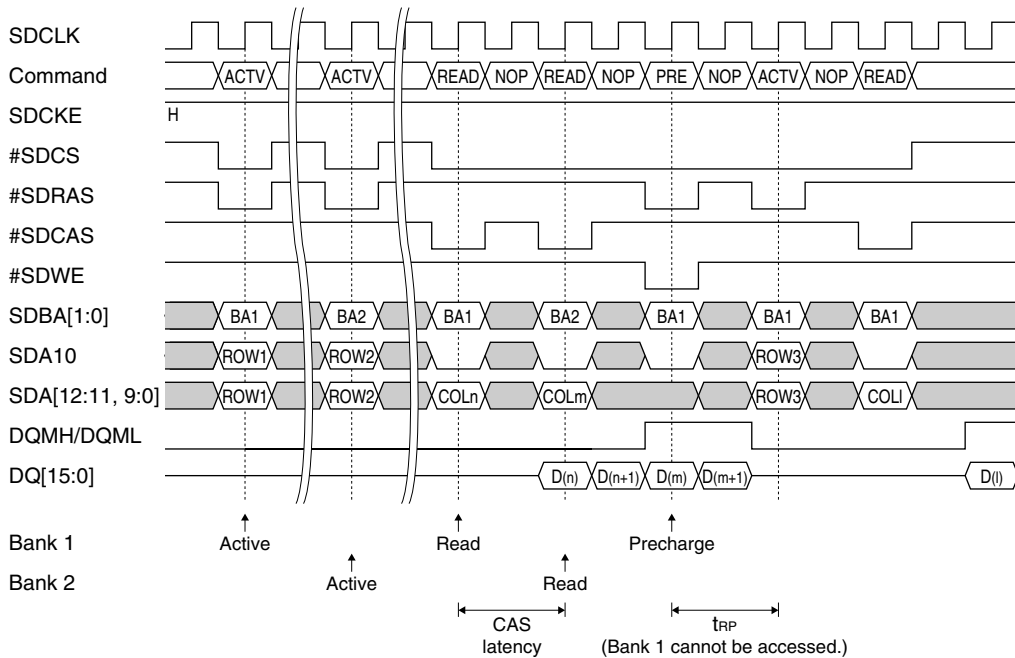 SDCLK
Command ACTV ACTV READ NOP READ NOP PRE NOP ACTV NOP READ
SDCKE H
#SDCS
#SDRAS
#SDCAS
#SDWE
SDBA[1:0] BA1 BA2 BA1 BA2 BA1 BA1 BA1
SDA10 ROW1 ROW2 ROW3
SDA[12:11, 9:0] ROW1 ROW2 COLn COLm ROW3 COLl
DQMH/DQML
DQ[15:0] D(n) D(n+1) D(m) D(m+1) D(l)
Bank 1 Active Read Precharge
Bank 2 Active Read
CAS latency
tRP
(Bank 1 cannot be accessed.)